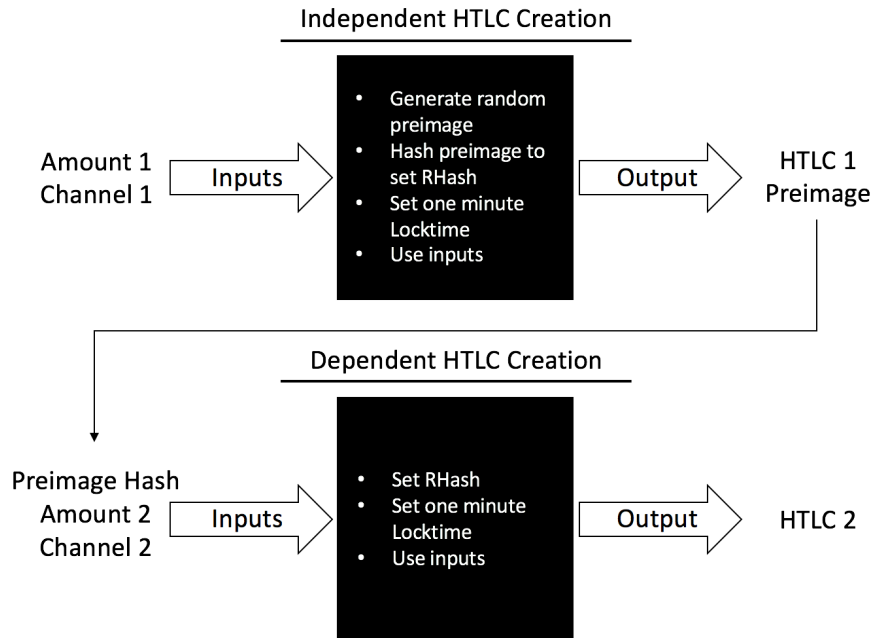 Independent HTLC Creation
Amount 1
Channel 1
Inputs
• Generate random
preimage
• Hash preimage to
set RHash
• Set one minute
Locktime
• Use inputs
Output
HTLC 1
Preimage
Dependent HTLC Creation
Preimage Hash
Amount 2
Channel 2
Inputs
• Set RHash
• Set one minute
Locktime
• Use inputs
Output
HTLC 2